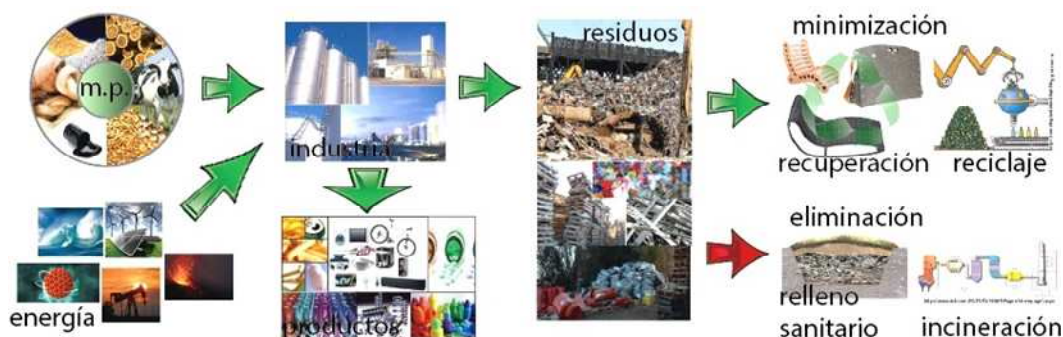 m.p.
industria
productos
energía
residuos
minimización
recuperación
reciclaje
eliminación
relleno
sanitario
incineración